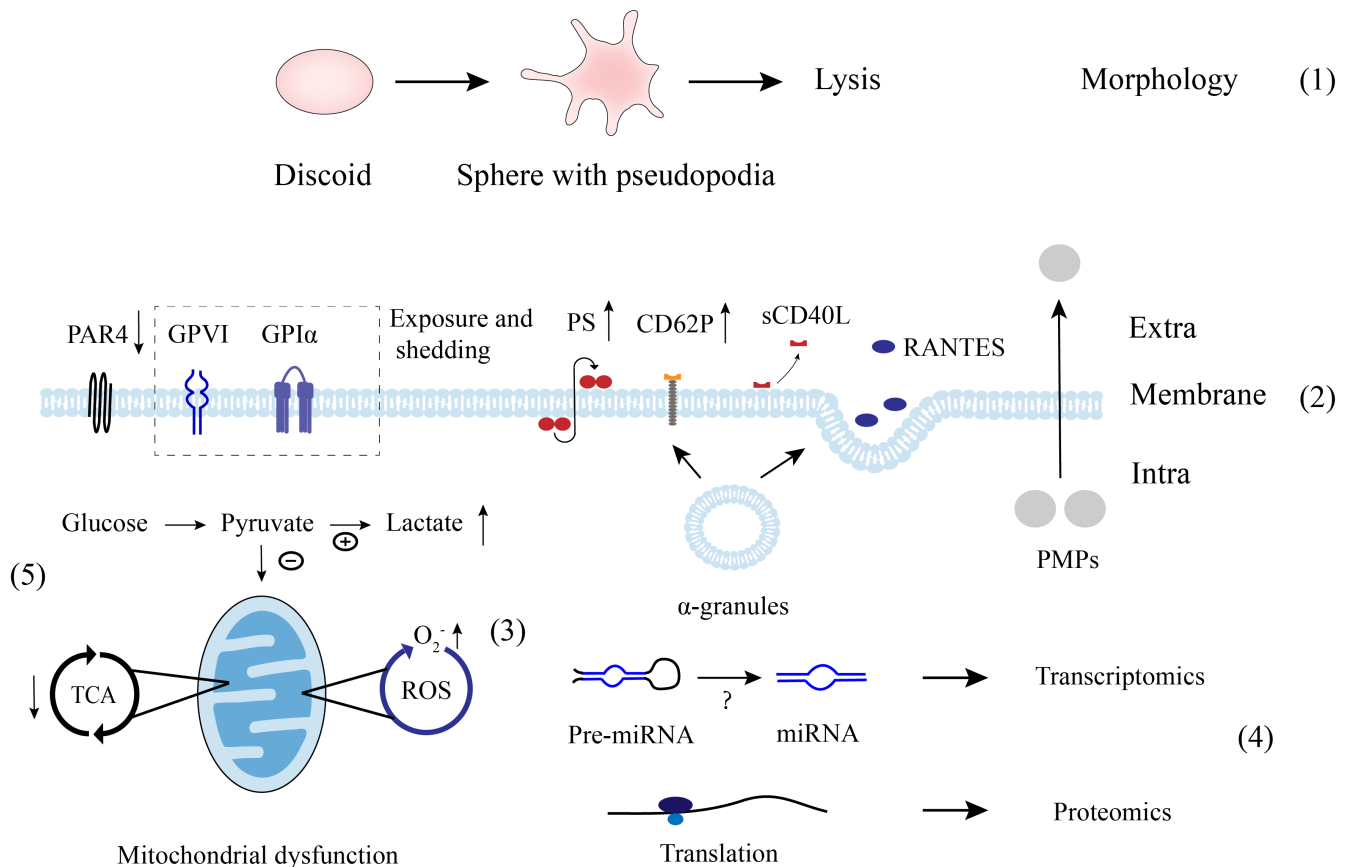 Lysis
Morphology
(1)
Discoid
Sphere with pseudopodia
PAR4
GPVI
GPIα
Exposure and
shedding
PS
CD62P
sCD40L
RANTES
Extra
Membrane
(2)
Intra
Glucose
Pyruvate
Lactate
+
−
PMPs
(5)
α-granules
TCA
O2-
ROS
(3)
?
Pre-miRNA
miRNA
Transcriptomics
(4)
Translation
Proteomics
Mitochondrial dysfunction